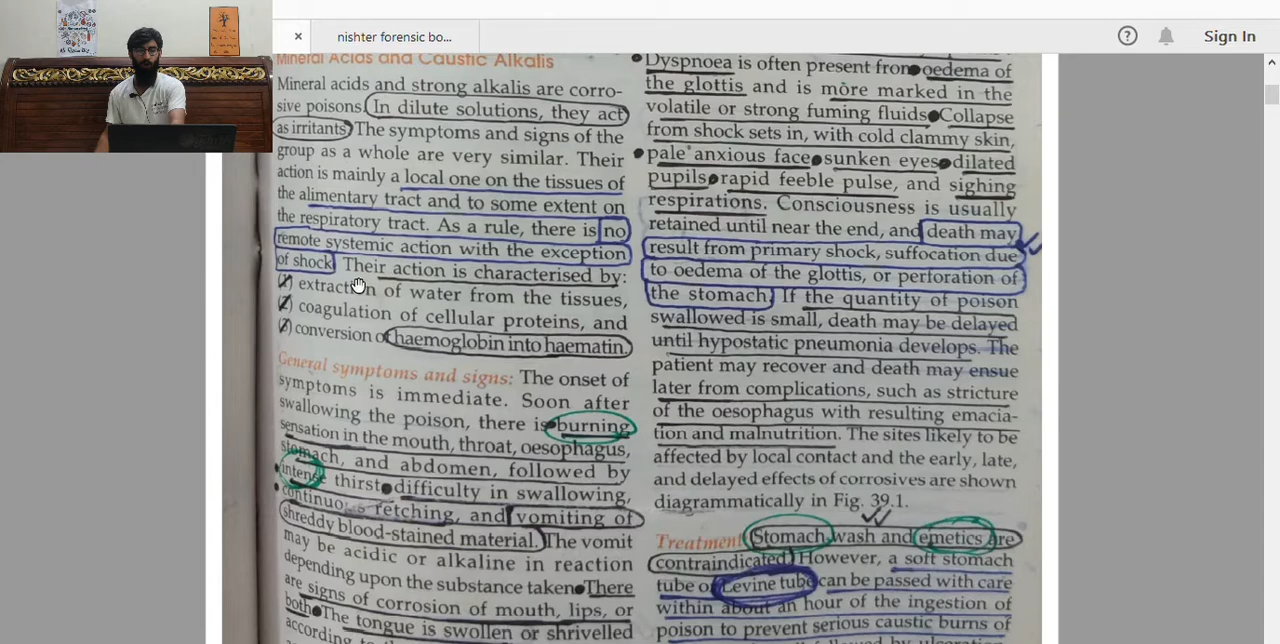 nishter forensic bo...
Sign In
Mineral Acids and Caustic Alkalis
Mineral acids and strong alkalis are corro-
sive poisons. In dilute solutions, they act
as irritants. The symptoms and signs of the
group as a whole are very similar. Their
action is mainly a local one on the tissues of
the alimentary tract and to some extent on
the respiratory tract. As a rule, there is no
remote systemic action with the exception
of shock. Their action is characterised by:
(1) extraction of water from the tissues,
(2) coagulation of cellular proteins, and
(3) conversion of haemoglobin into haematin.
General symptoms and signs: The onset of
symptoms is immediate. Soon after
swallowing the poison, there is burning
sensation in the mouth, throat, oesophagus,
stomach, and abdomen, followed by
intense thirst, difficulty in swallowing,
continuous retching, and vomiting of
shreddy blood-stained material. The vomit
may be acidic or alkaline in reaction
depending upon the substance taken. There
are signs of corrosion of mouth, lips, or
both. The tongue is swollen or shrivelled
according to the
Dyspnoea is often present from oedema of
the glottis and is more marked in the
volatile or strong fuming fluids. Collapse
from shock sets in, with cold clammy skin,
pale anxious face, sunken eyes, dilated
pupils, rapid feeble pulse, and sighing
respirations. Consciousness is usually
retained until near the end, and death may
result from primary shock, suffocation due
to oedema of the glottis, or perforation of
the stomach. If the quantity of poison
swallowed is small, death may be delayed
until hypostatic pneumonia develops. The
patient may recover and death may ensue
later from complications, such as stricture
of the oesophagus with resulting emacia-
tion and malnutrition. The sites likely to be
affected by local contact and the early, late,
and delayed effects of corrosives are shown
diagrammatically in Fig. 39.1.
Treatment Stomach wash and emetics are
contraindicated. However, a soft stomach
tube or Levine tube can be passed with care
within about an hour of the ingestion of
poison to prevent serious caustic burns of